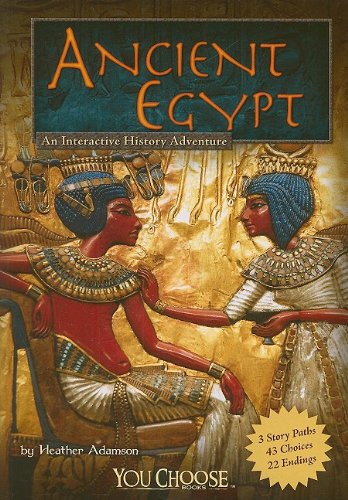 ANCIENT
EGYPT
An Interactive History Adventure
3 Story Paths
43 Choices
22 Endings
by Heather Adamson
YOU CHOOSE
BOOKS